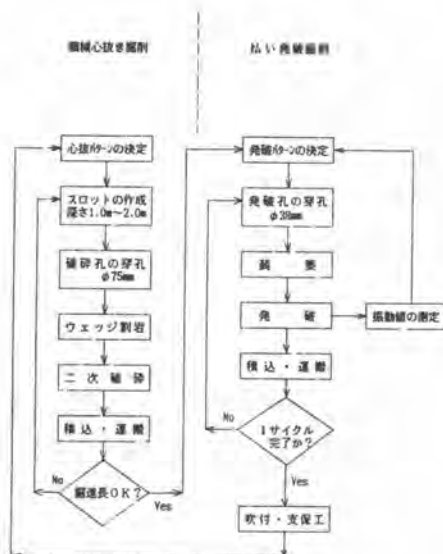 機械心抜き掘削
心抜パターンの決定
スロットの作成
深さ1.0m～2.0m
破砕孔の穿孔
φ75mm
ウェッジ割岩
二次破砕
積込・運搬
No
掘進長OK?
Yes
払い発破掘削
発破パターンの決定
発破孔の穿孔
φ38mm
装薬
発破
振動値の測定
積込・運搬
No
1サイクル
完了か?
Yes
吹付・支保工